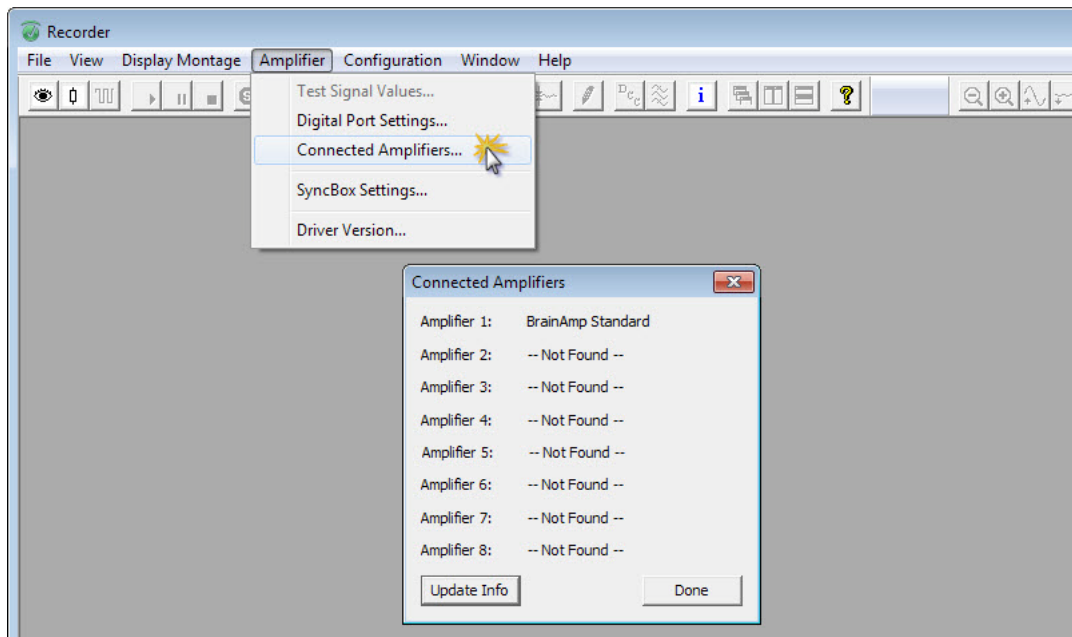 Recorder
File View Display Montage Amplifier Configuration Window Help
Test Signal Values...
Digital Port Settings...
Connected Amplifiers...
SyncBox Settings...
Driver Version...
Connected Amplifiers
Amplifier 1: BrainAmp Standard
Amplifier 2: -- Not Found --
Amplifier 3: -- Not Found --
Amplifier 4: -- Not Found --
Amplifier 5: -- Not Found --
Amplifier 6: -- Not Found --
Amplifier 7: -- Not Found --
Amplifier 8: -- Not Found --
Update Info Done